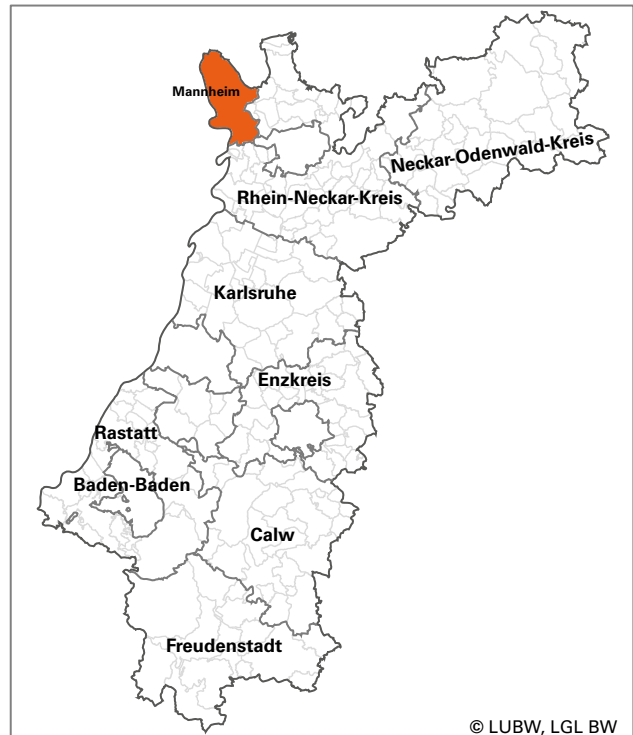 Mannheim
Neckar-Odenwald-Kreis
Rhein-Neckar-Kreis
Karlsruhe
Enzkreis
Rastatt
Baden-Baden
Calw
Freudenstadt
© LUBW, LGL BW